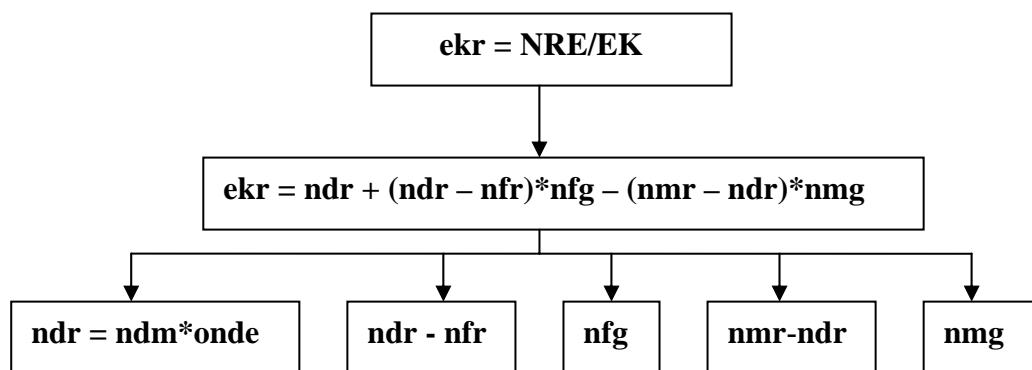 ekr = NRE/EK
ekr = ndr + (ndr – nfr)*nfg – (nmr – ndr)*nmg
ndr = ndm*onde
ndr - nfr
nfg
nmr-ndr
nmg